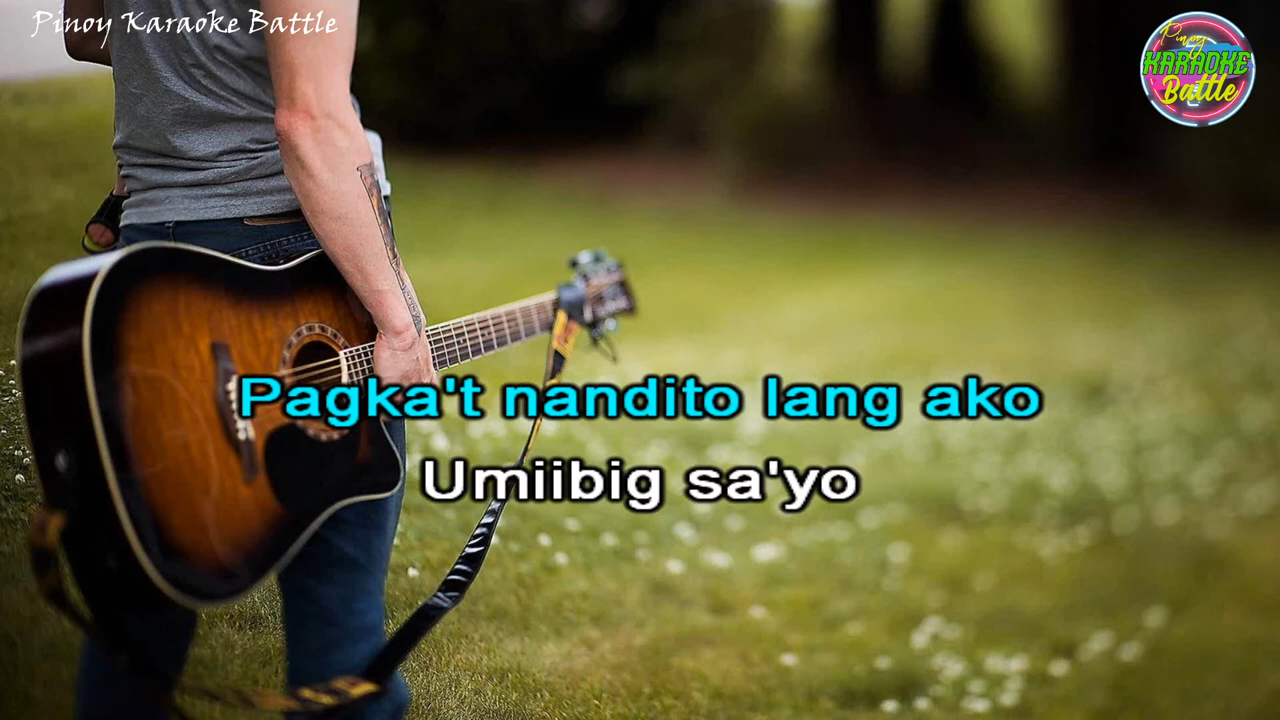 Pinoy Karaoke Battle
Pinoy
KARAOKE
Battle
Pagka't nandito lang ako
Umiibig sa'yo